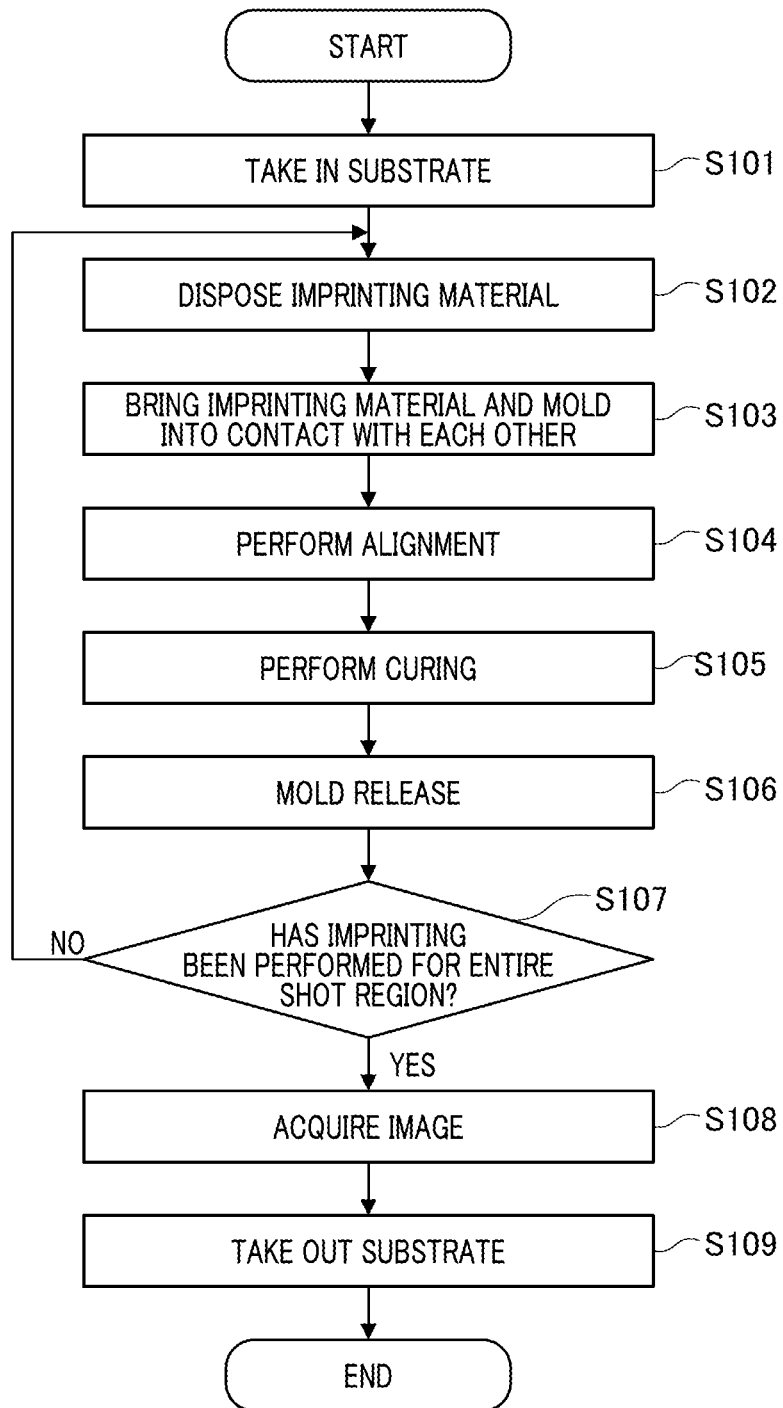 START
TAKE IN SUBSTRATE
S101
DISPOSE IMPRINTING MATERIAL
S102
BRING IMPRINTING MATERIAL AND MOLD
INTO CONTACT WITH EACH OTHER
S103
PERFORM ALIGNMENT
S104
PERFORM CURING
S105
MOLD RELEASE
S106
S107
HAS IMPRINTING
BEEN PERFORMED FOR ENTIRE
SHOT REGION?
NO
YES
ACQUIRE IMAGE
S108
TAKE OUT SUBSTRATE
S109
END